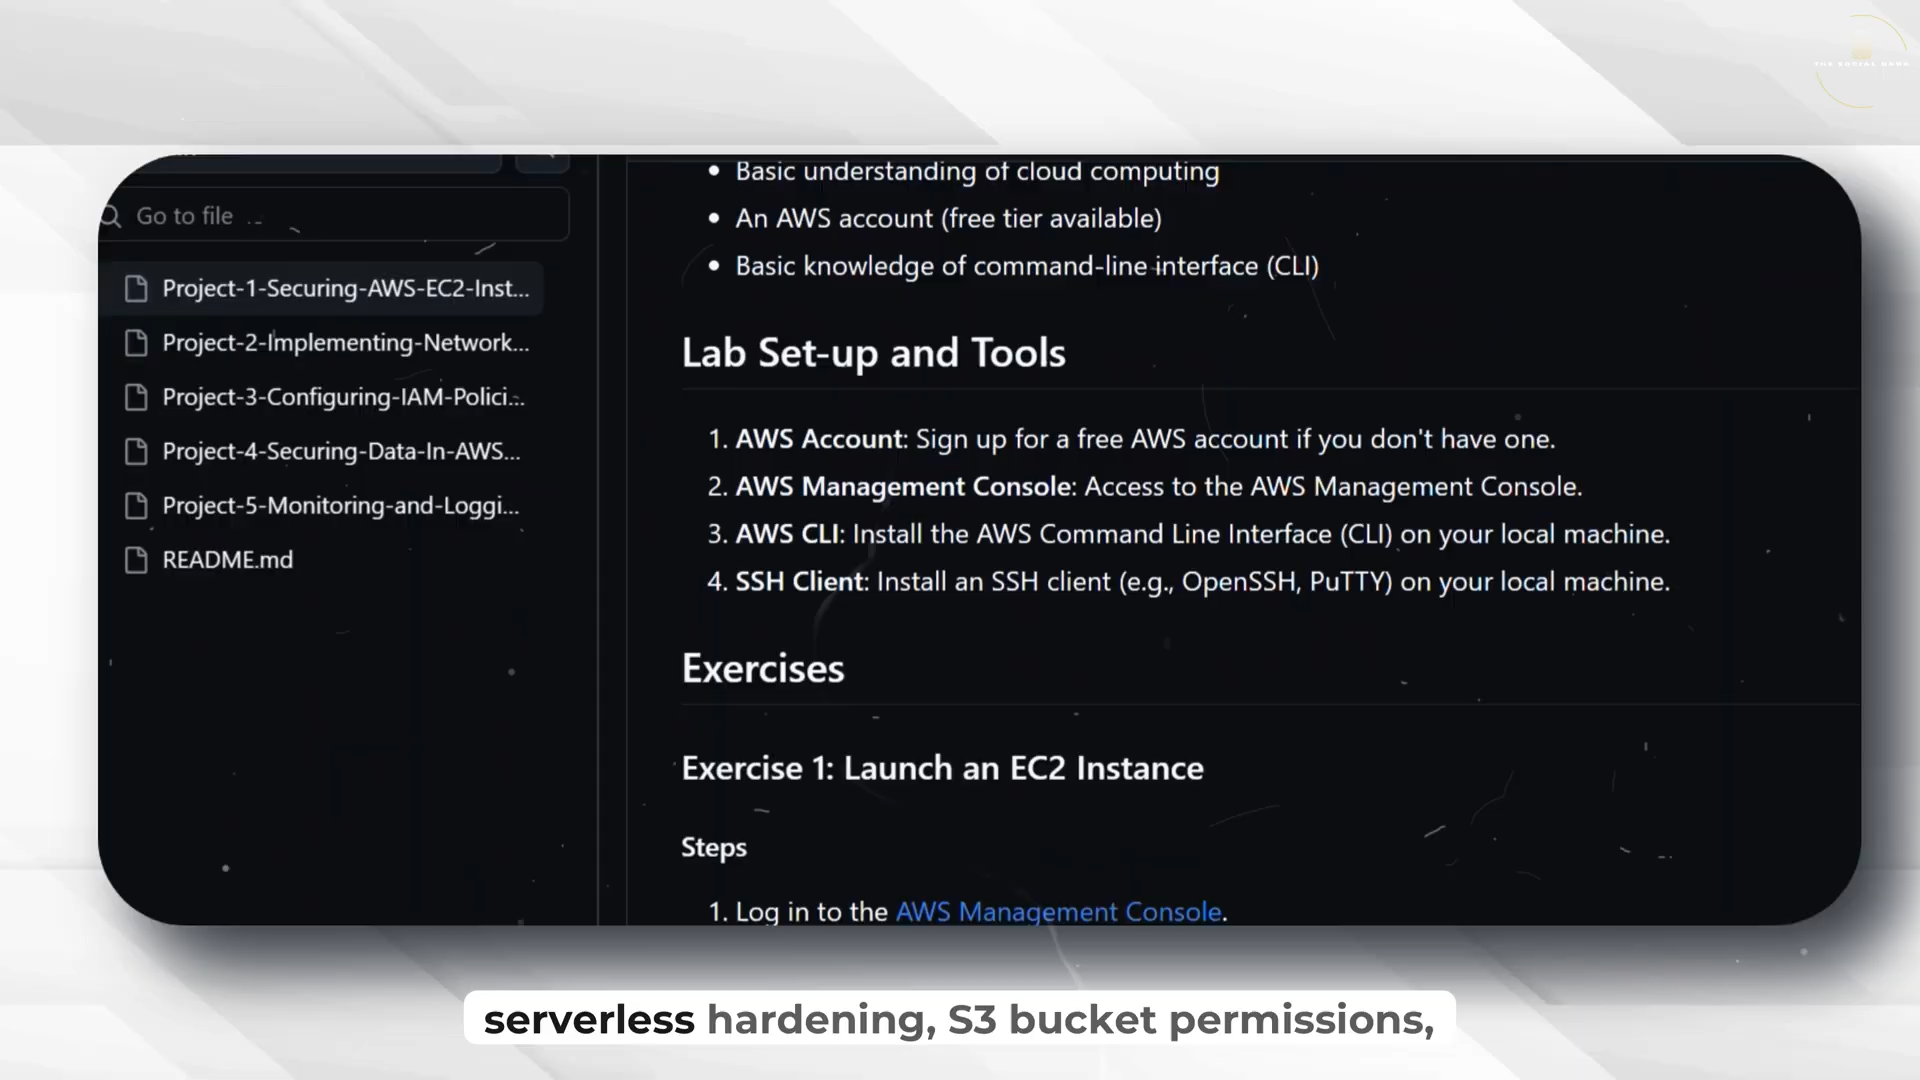 Go to file
Project-1-Securing-AWS-EC2-Inst...
Project-2-Implementing-Network...
Project-3-Configuring-IAM-Polici...
Project-4-Securing-Data-In-AWS...
Project-5-Monitoring-and-Loggi...
README.md
• Basic understanding of cloud computing
• An AWS account (free tier available)
• Basic knowledge of command-line interface (CLI)
Lab Set-up and Tools
1. AWS Account: Sign up for a free AWS account if you don't have one.
2. AWS Management Console: Access to the AWS Management Console.
3. AWS CLI: Install the AWS Command Line Interface (CLI) on your local machine.
4. SSH Client: Install an SSH client (e.g., OpenSSH, PuTTY) on your local machine.
Exercises
Exercise 1: Launch an EC2 Instance
Steps
1. Log in to the AWS Management Console.
serverless hardening, S3 bucket permissions,